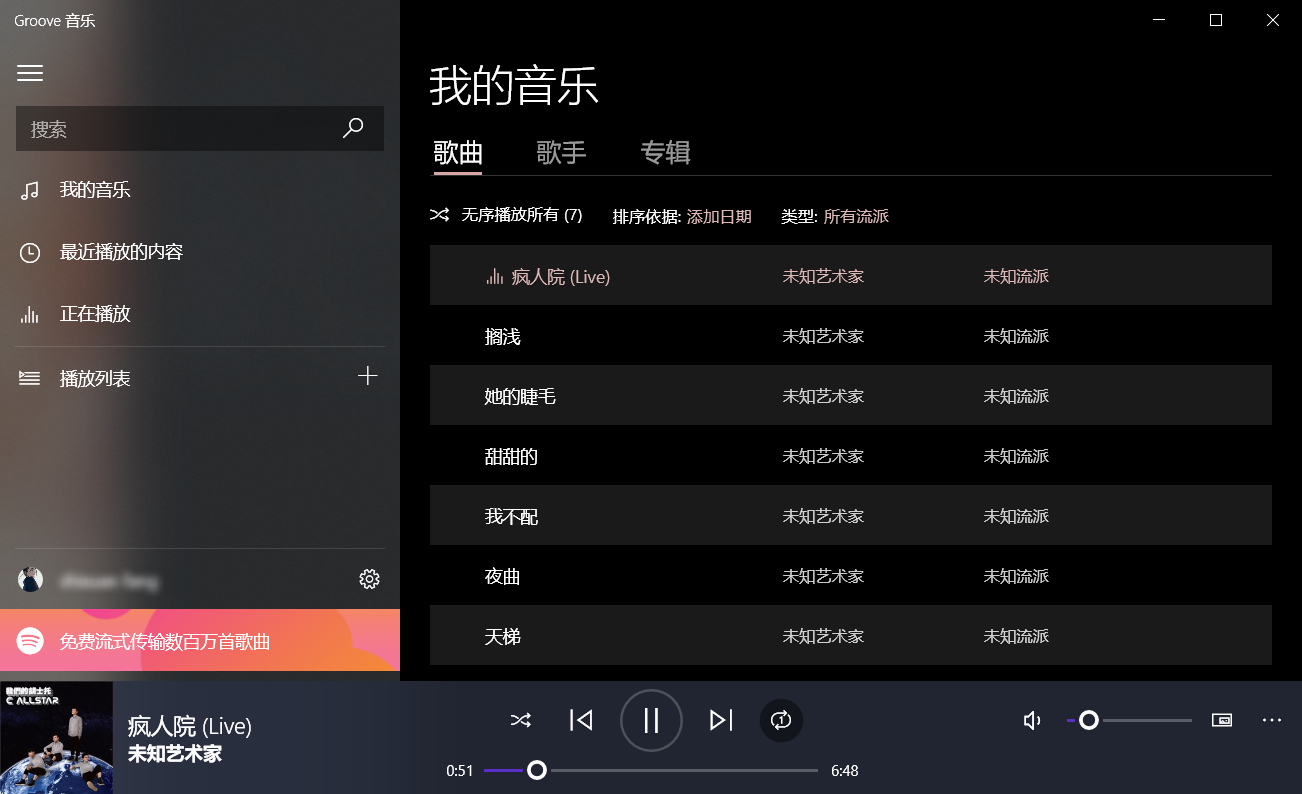 Groove 音乐
搜索
我的音乐
最近播放的内容
正在播放
播放列表
免费流式传输数百万首歌曲
我的音乐
歌曲 歌手 专辑
无序播放所有 (7) 排序依据: 添加日期 类型: 所有流派
疯人院 (Live) 未知艺术家 未知流派
搁浅 未知艺术家 未知流派
她的睫毛 未知艺术家 未知流派
甜甜的 未知艺术家 未知流派
我不配 未知艺术家 未知流派
夜曲 未知艺术家 未知流派
天梯 未知艺术家 未知流派
我們的胡士托
C ALLSTAR
疯人院 (Live)
未知艺术家
0:51 6:48